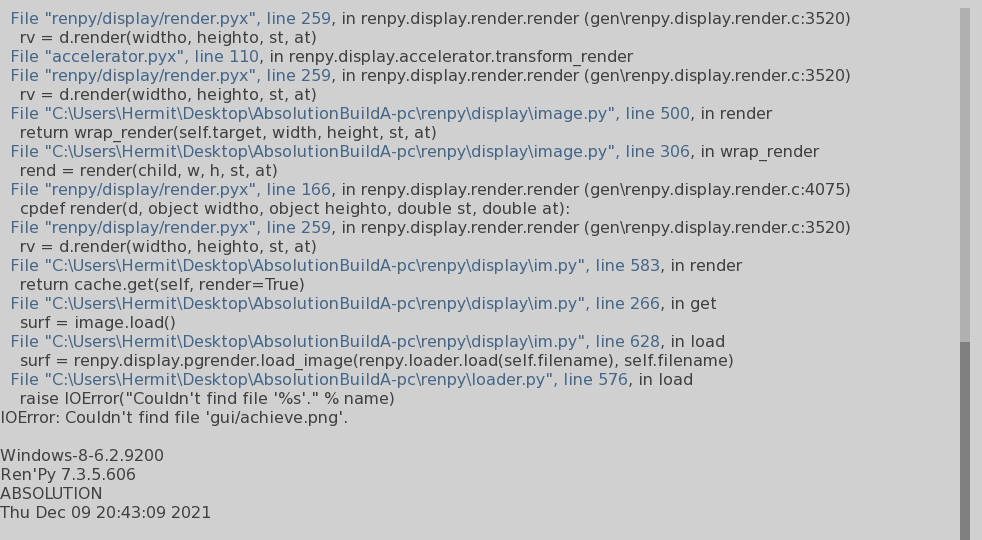 File "renpy/display/render.pyx", line 259, in renpy.display.render.render (gen\renpy.display.render.c:3520)
rv = d.render(widtho, heighto, st, at)
File "accelerator.pyx", line 110, in renpy.display.accelerator.transform_render
File "renpy/display/render.pyx", line 259, in renpy.display.render.render (gen\renpy.display.render.c:3520)
rv = d.render(widtho, heighto, st, at)
File "C:\Users\Hermit\Desktop\AbsolutionBuildA-pc\renpy\display\image.py", line 500, in render
return wrap_render(self.target, width, height, st, at)
File "C:\Users\Hermit\Desktop\AbsolutionBuildA-pc\renpy\display\image.py", line 306, in wrap_render
rend = render(child, w, h, st, at)
File "renpy/display/render.pyx", line 166, in renpy.display.render.render (gen\renpy.display.render.c:4075)
cpdef render(d, object widtho, object heighto, double st, double at):
File "renpy/display/render.pyx", line 259, in renpy.display.render.render (gen\renpy.display.render.c:3520)
rv = d.render(widtho, heighto, st, at)
File "C:\Users\Hermit\Desktop\AbsolutionBuildA-pc\renpy\display\im.py", line 583, in render
return cache.get(self, render=True)
File "C:\Users\Hermit\Desktop\AbsolutionBuildA-pc\renpy\display\im.py", line 266, in get
surf = image.load()
File "C:\Users\Hermit\Desktop\AbsolutionBuildA-pc\renpy\display\im.py", line 628, in load
surf = renpy.display.pgrender.load_image(renpy.loader.load(self.filename), self.filename)
File "C:\Users\Hermit\Desktop\AbsolutionBuildA-pc\renpy\loader.py", line 576, in load
raise IOError("Couldn't find file '%s'." % name)
IOError: Couldn't find file 'gui/achieve.png'.
Windows-8-6.2.9200
Ren'Py 7.3.5.606
ABSOLUTION
Thu Dec 09 20:43:09 2021